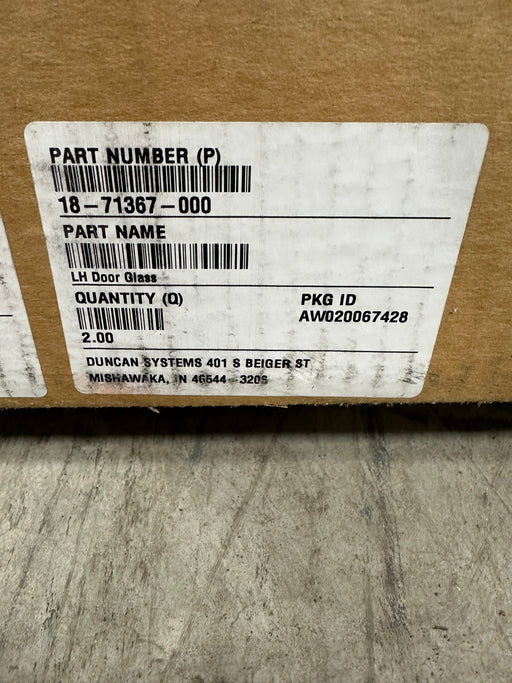 PART NUMBER (P)
18-71367-000
PART NAME
LH Door Glass
QUANTITY (Q)
PKG ID
AW020067428
2.00
DUNCAN SYSTEMS 401 S BEIGER ST
MISHAWAKA, IN 46544-3206